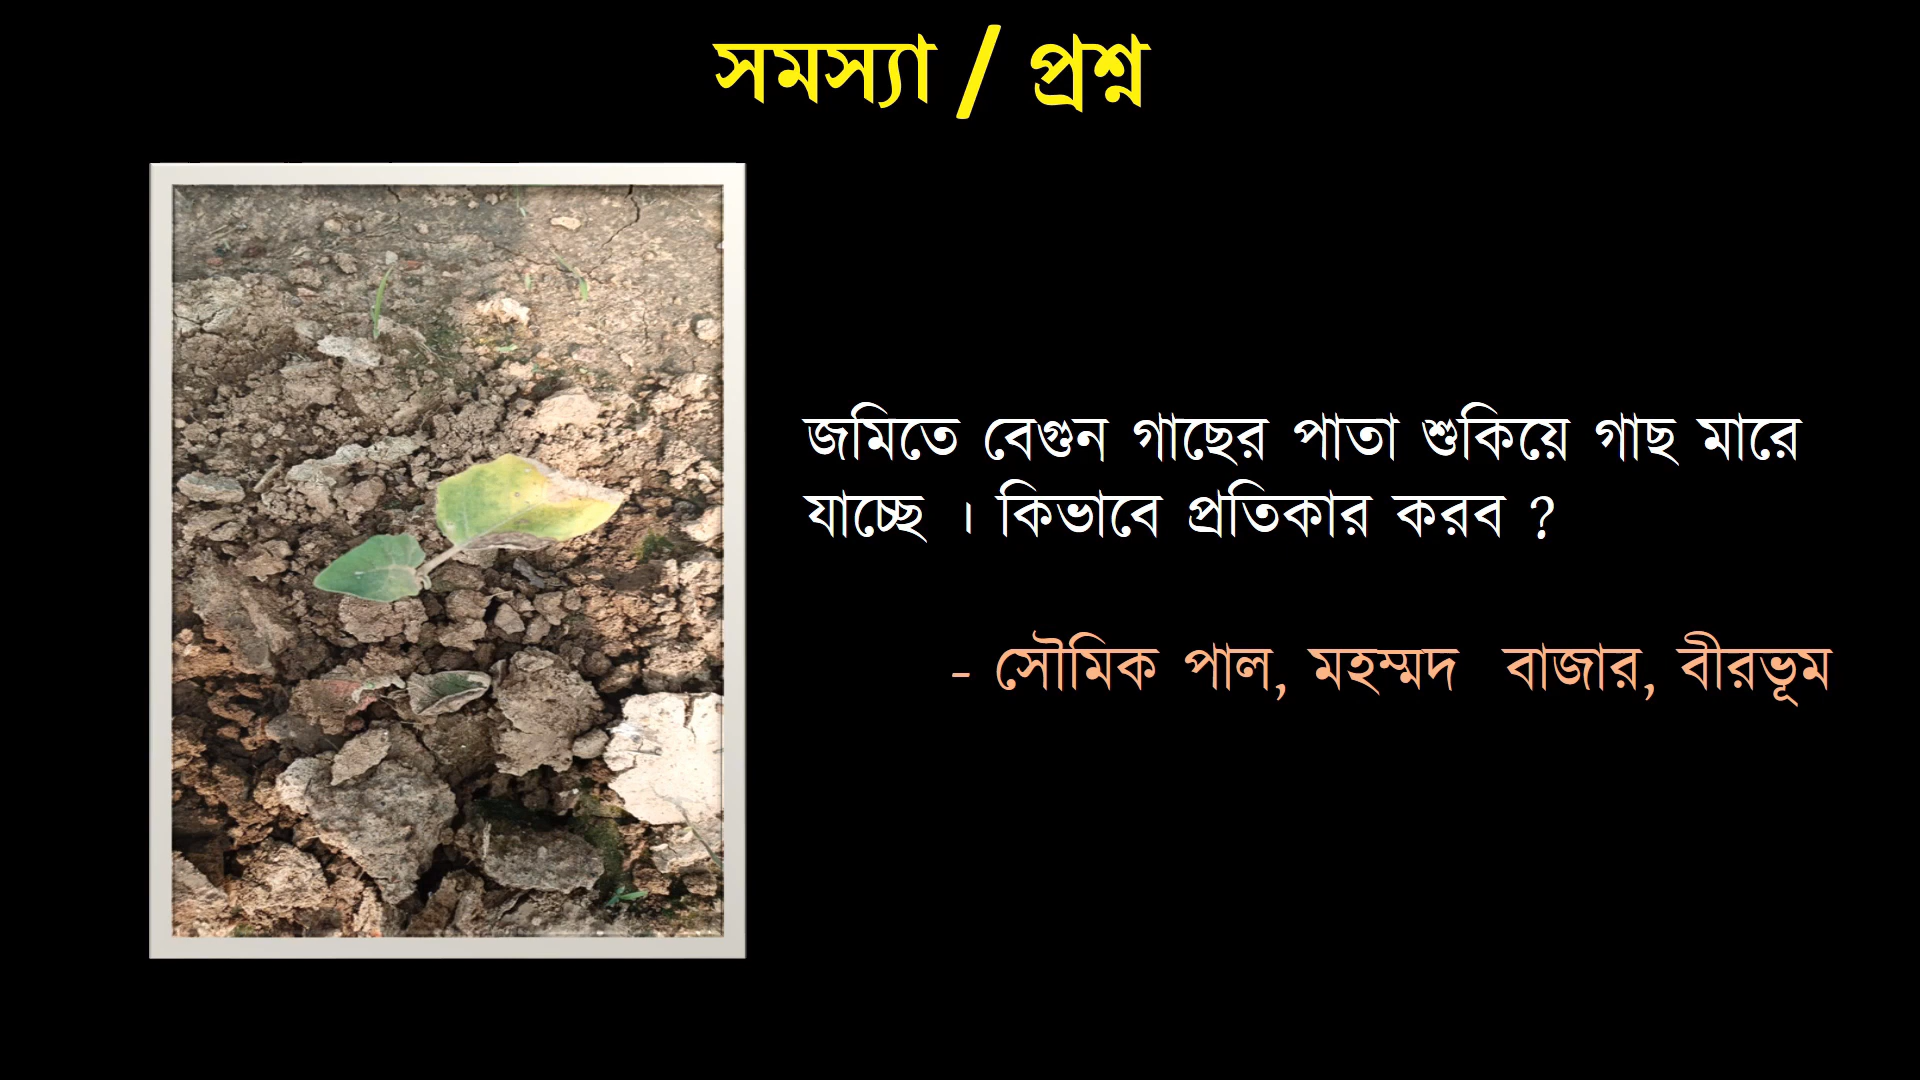 সমস্যা / প্রশ্ন
জমিতে বেগুন গাছের পাতা শুকিয়ে গাছ মারে
যাচ্ছে । কিভাবে প্রতিকার করব ?
- সৌমিক পাল, মহম্মদ বাজার, বীরভূম